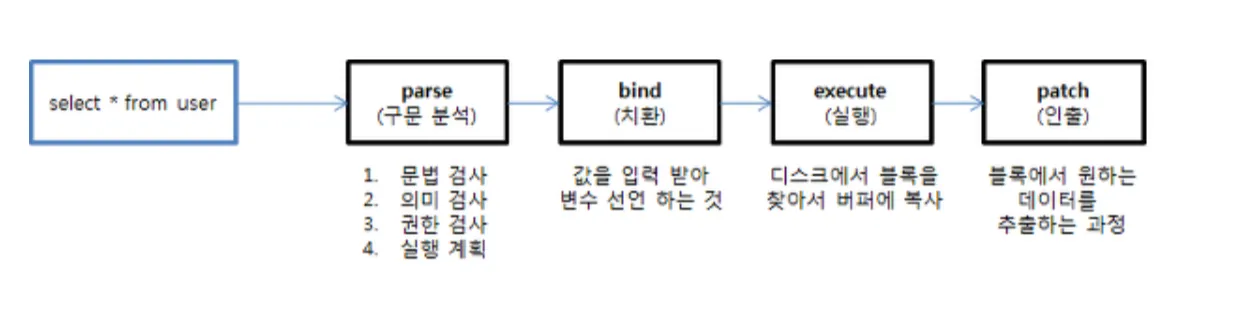 select * from user
parse
(구문 분석)
1. 문법 검사
2. 의미 검사
3. 권한 검사
4. 실행 계획
bind
(치환)
값을 입력 받아
변수 선언 하는 것
execute
(실행)
디스크에서 블록을
찾아서 버퍼에 복사
patch
(인출)
블록에서 원하는
데이터를
추출하는 과정